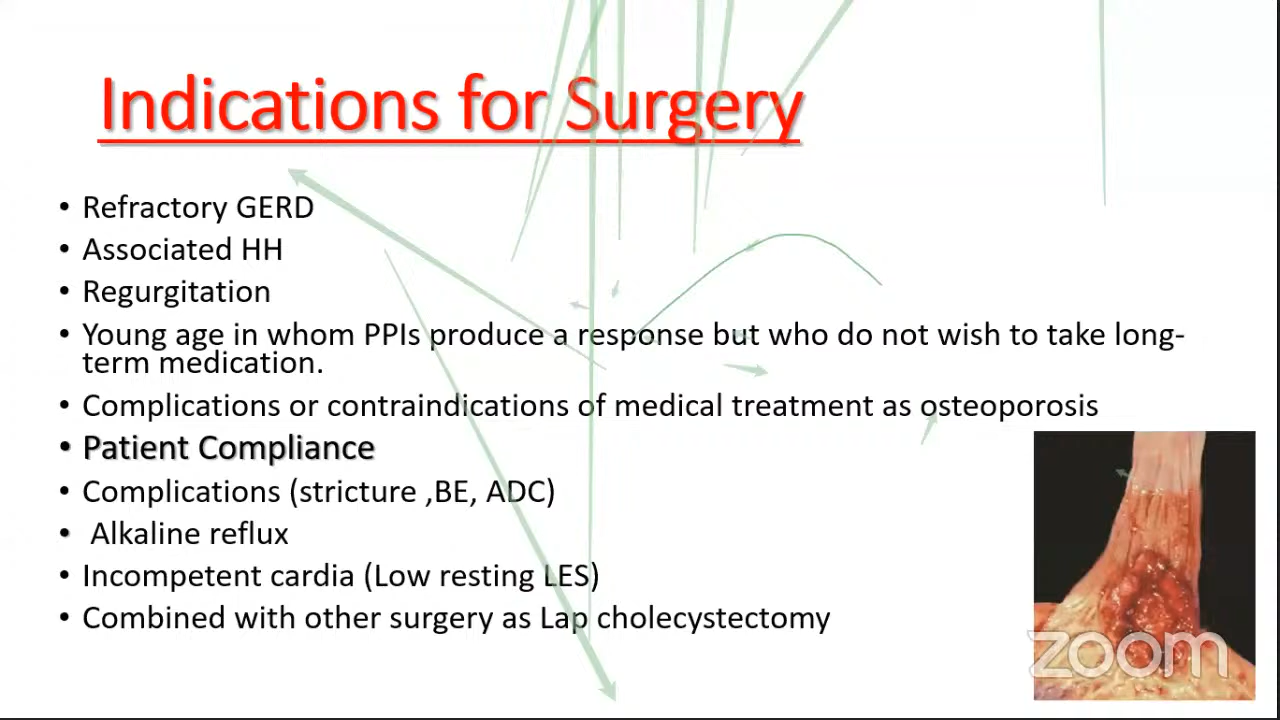 Indications for Surgery
• Refractory GERD
• Associated HH
• Regurgitation
• Young age in whom PPIs produce a response but who do not wish to take long-
term medication.
• Complications or contraindications of medical treatment as osteoporosis
• Patient Compliance
• Complications (stricture ,BE, ADC)
• Alkaline reflux
• Incompetent cardia (Low resting LES)
• Combined with other surgery as Lap cholecystectomy
zoom